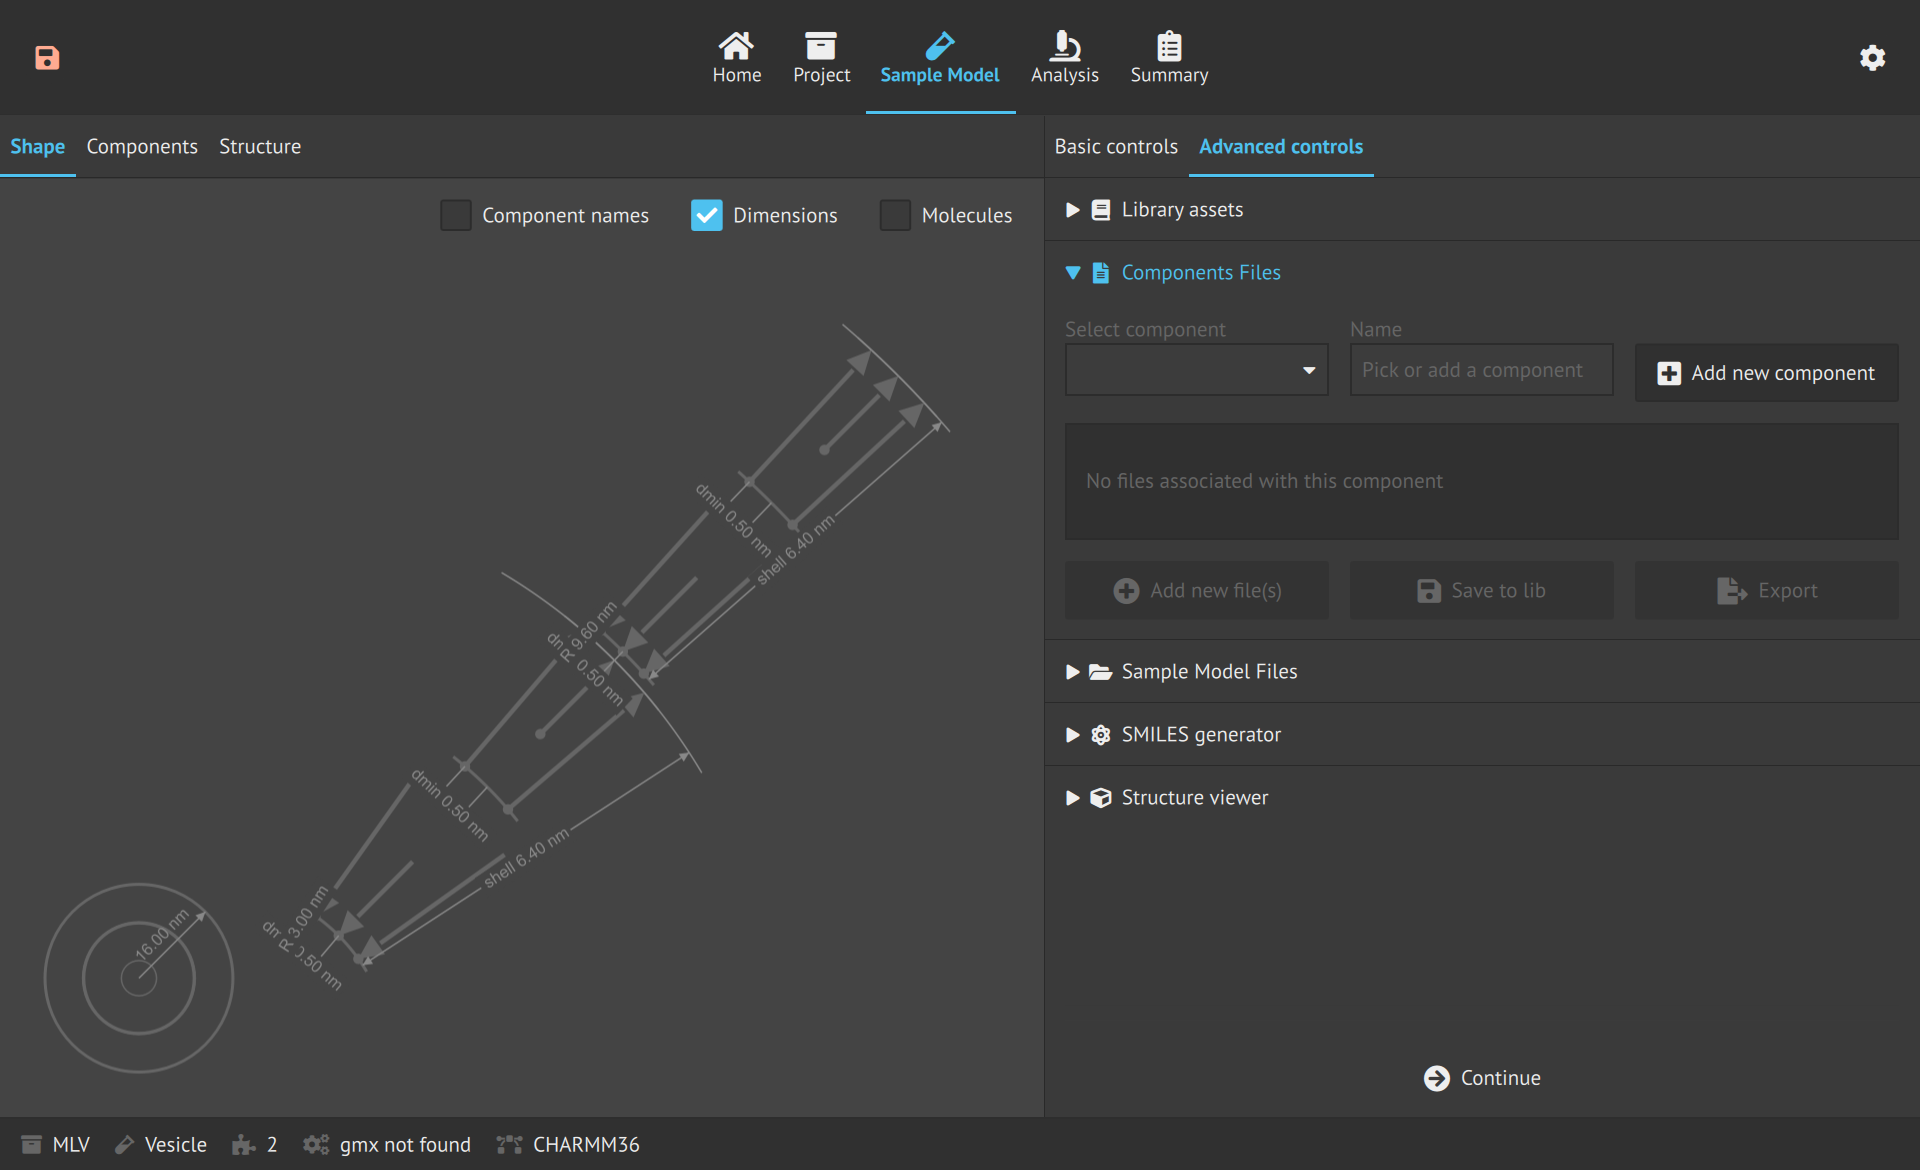 Home
Project
Sample Model
Analysis
Summary
Shape
Components
Structure
Basic controls
Advanced controls
Component names
Dimensions
Molecules
Library assets
Components Files
Select component
Name
Pick or add a component
Add new component
No files associated with this component
Add new file(s)
Save to lib
Export
Sample Model Files
SMILES generator
Structure viewer
Continue
dmin 0.50 nm
shell 6.40 nm
R 9.60 nm
0.50 nm
dmin 0.50 nm
shell 6.40 nm
R 3.00 nm
.50 nm
16.00 nm
MLV
Vesicle
2
gmx not found
CHARMM36